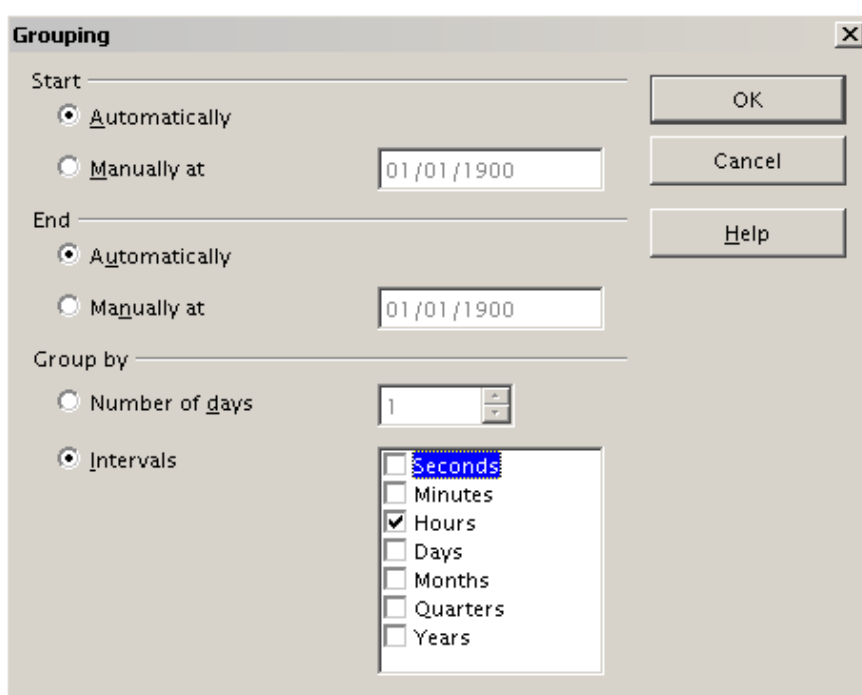 Grouping
Start
Automatically
OK
Manually at 01/01/1900
Cancel
End
Help
Automatically
Manually at 01/01/1900
Group by
Number of days 1
Intervals
Seconds
Minutes
Hours
Days
Months
Quarters
Years